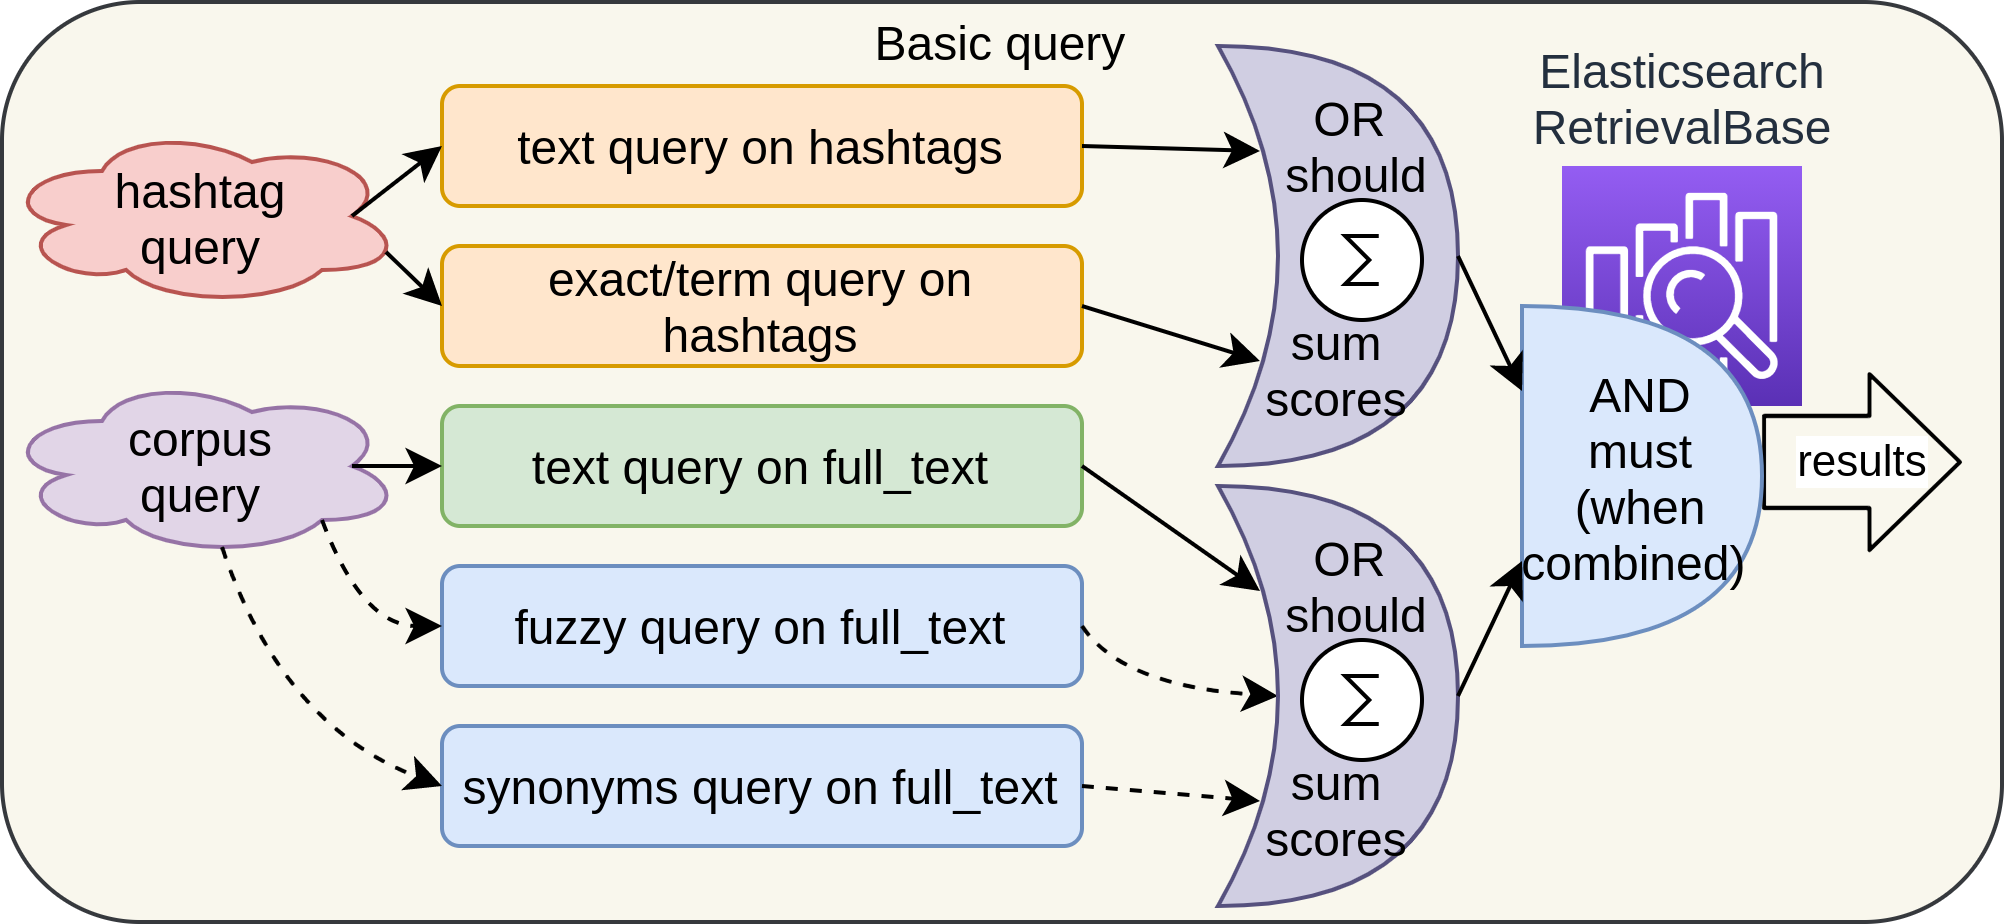 Basic query
hashtag
query
corpus
query
text query on hashtags
exact/term query on
hashtags
text query on full_text
fuzzy query on full_text
synonyms query on full_text
OR
should
∑
sum
scores
OR
should
∑
sum
scores
Elasticsearch
RetrievalBase
AND
must
(when
combined)
results